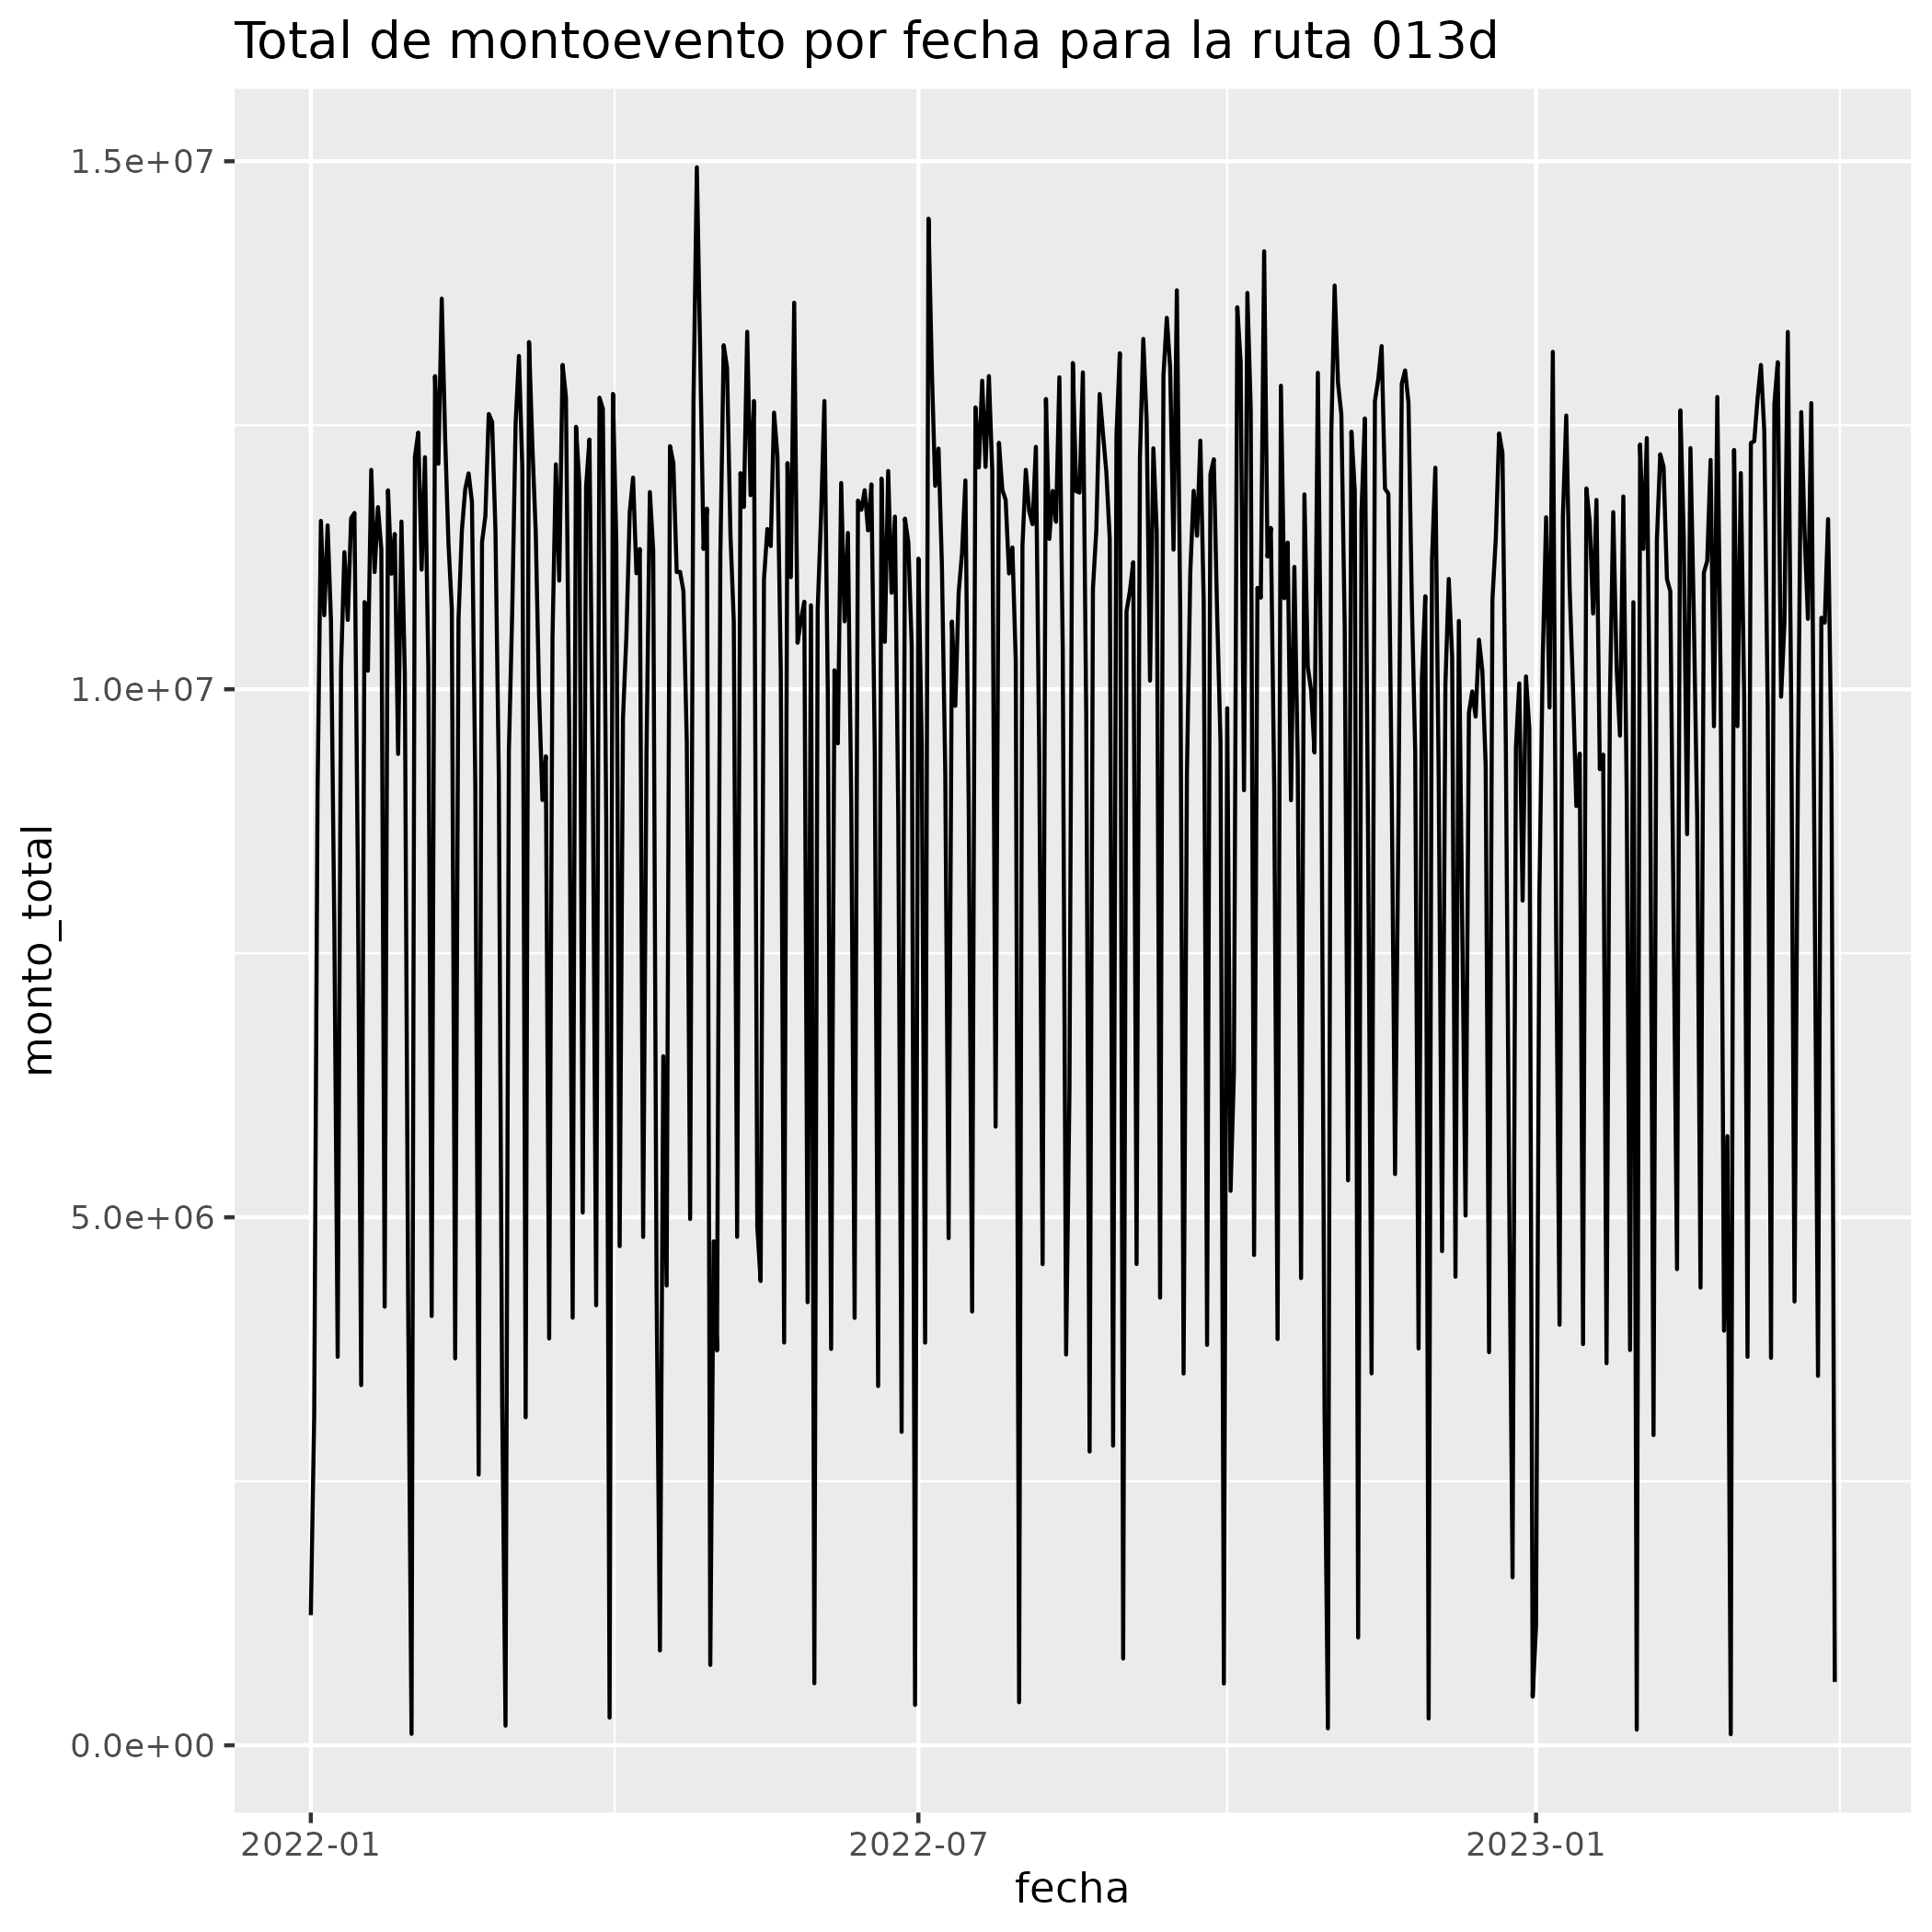 Total de montoevento por fecha para la ruta 013d
1.5e+07
1.0e+07
5.0e+06
0.0e+00
monto_total
2022-01
2022-07
2023-01
fecha